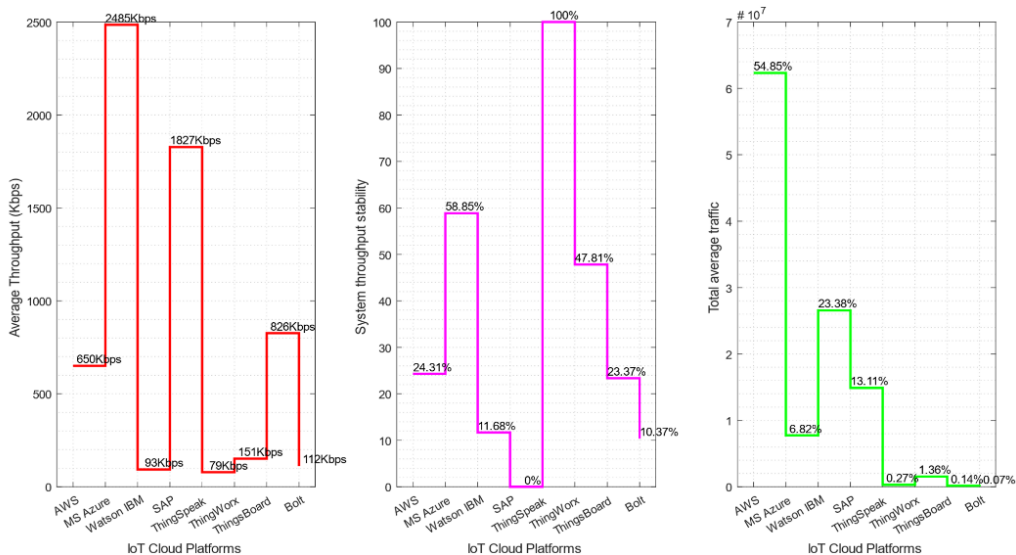 Average Throughput (Kbps)
2500
2000
1500
1000
500
0
650Kbps
2485Kbps
93Kbps
1827Kbps
79Kbps
151Kbps
826Kbps
112Kbps
AWS
MS Azure
Watson IBM
SAP
ThingSpeak
ThingWorx
ThingsBoard
Bolt
IoT Cloud Platforms
System throughput stability
100
90
80
70
60
50
40
30
20
10
0
24.31%
58.85%
11.68%
0%
100%
47.81%
23.37%
10.37%
AWS
MS Azure
Watson IBM
SAP
ThingSpeak
ThingWorx
ThingsBoard
Bolt
IoT Cloud Platforms
Total average traffic
# 10^7
7
6
5
4
3
2
1
0
54.85%
6.82%
23.38%
13.11%
0.27%
1.36%
0.14%
0.07%
AWS
MS Azure
Watson IBM
SAP
ThingSpeak
ThingWorx
ThingsBoard
Bolt
IoT Cloud Platforms